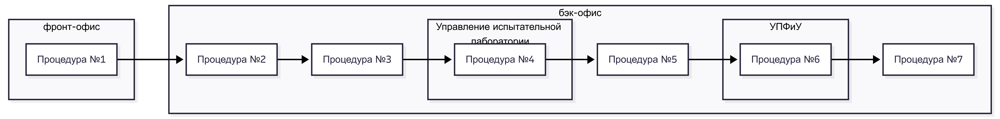 бэк-офис
фронт-офис
Управление испытательной
лаборатории
УПФиУ
Процедура №1
Процедура №2
Процедура №3
Процедура №4
Процедура №5
Процедура №6
Процедура №7